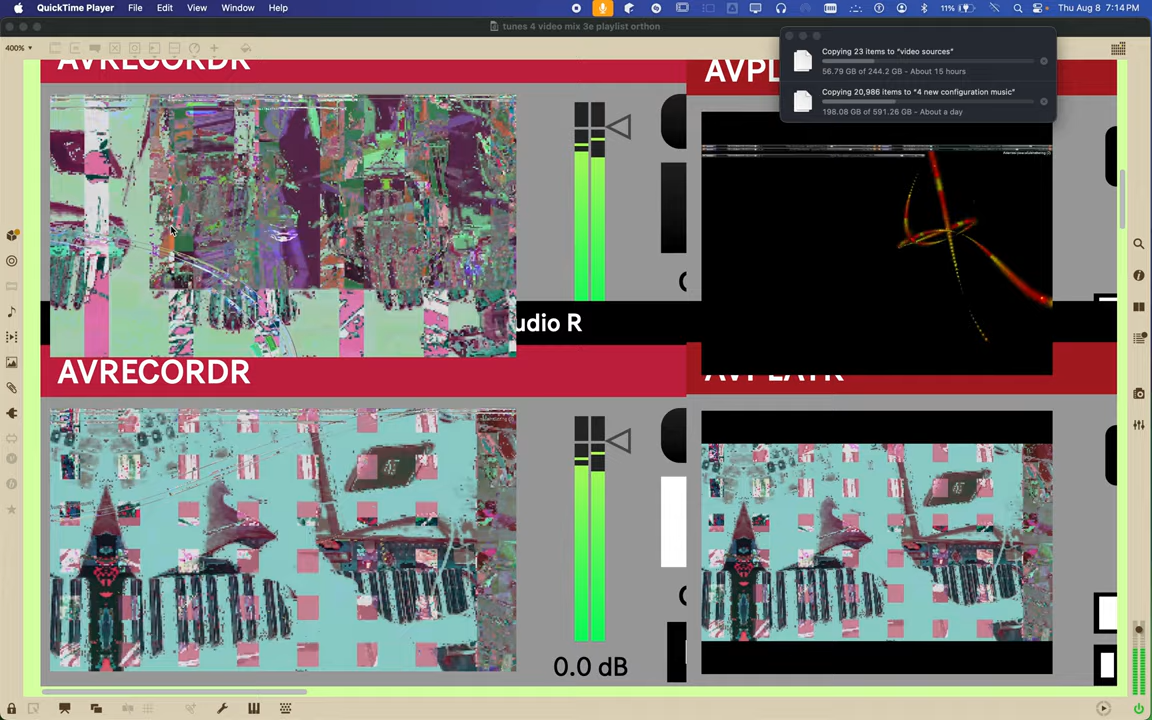 QuickTime Player File Edit View Window Help 11% Thu Aug 8 7:14 PM
tunes 4 video mix 3e playlist orthon
400%
Copying 23 items to "video sources"
56.79 GB of 244.2 GB - About 15 hours
Copying 20,986 items to "4 new configuration music"
198.08 GB of 591.26 GB - About a day
AVRECORDR
AVPL
udio R
AVRECORDR
AVPLAYR
0.0 dB